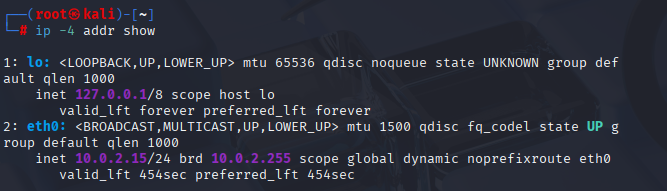 ┌──(root㉿kali)-[~]
└─# ip -4 addr show
1: lo: <LOOPBACK,UP,LOWER_UP> mtu 65536 qdisc noqueue state UNKNOWN group def
ault qlen 1000
    inet 127.0.0.1/8 scope host lo
       valid_lft forever preferred_lft forever
2: eth0: <BROADCAST,MULTICAST,UP,LOWER_UP> mtu 1500 qdisc fq_codel state UP g
roup default qlen 1000
    inet 10.0.2.15/24 brd 10.0.2.255 scope global dynamic noprefixroute eth0
       valid_lft 454sec preferred_lft 454sec